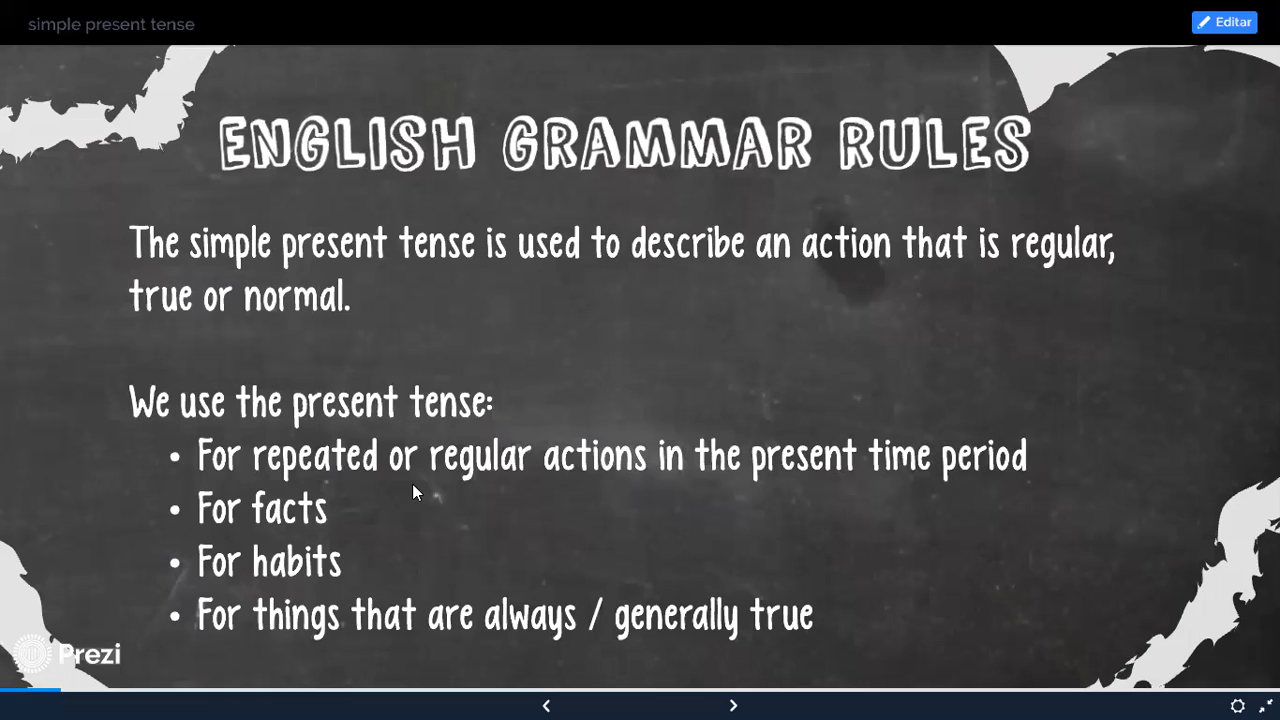 simple present tense
Editar
ENGLISH GRAMMAR RULES
The simple present tense is used to describe an action that is regular,
true or normal.
We use the present tense:
• For repeated or regular actions in the present time period
• For facts
• For habits
• For things that are always / generally true
Prezi